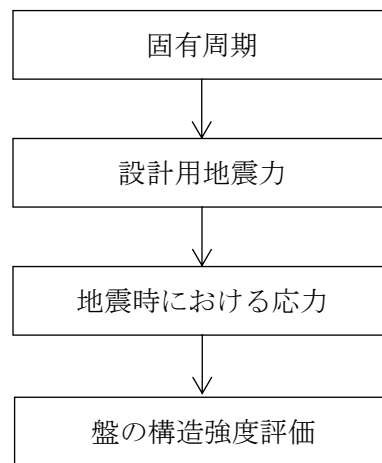 固有周期
設計用地震力
地震時における応力
盤の構造強度評価